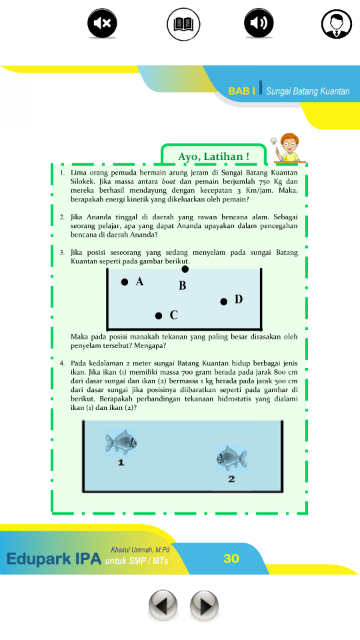 BAB I Sungai Batang Kuantan
Ayo, Latihan !
1. Lima orang pemuda bermain arung jeram di Sungai Batang Kuantan
Silokek. Jika massa antara boat dan pemain berjumlah 750 Kg dan
mereka berhasil mendayung dengan kecepatan 3 Km/jam. Maka,
berapakah energi kinetik yang dikeluarkan oleh pemain?
2. Jika Ananda tinggal di daerah yang rawan bencana alam. Sebagai
seorang pelajar, apa yang dapat Ananda upayakan dalam pencegahan
bencana di daerah Ananda?
3. Jika posisi seseorang yang sedang menyelam pada sungai Batang
Kuantan seperti pada gambar berikut.
A
B
D
C
Maka pada posisi manakah tekanan yang paling besar dirasakan oleh
penyelam tersebut? Mengapa?
4. Pada kedalaman 2 meter sungai Batang Kuantan hidup berbagai jenis
ikan. Jika ikan (1) memiliki massa 700 gram berada pada jarak 800 cm
dari dasar sungai dan ikan (2) bermassa 1 kg berada pada jarak 500 cm
dari dasar sungai jika posisinya diibaratkan seperti pada gambar di
berikut. Berapakah perbandingan tekanaan hidrostatis yang dialami
ikan (1) dan ikan (2)?
1
2
Khairul Ummah, M.Pd
Edupark IPA untuk SMP / MTs
30